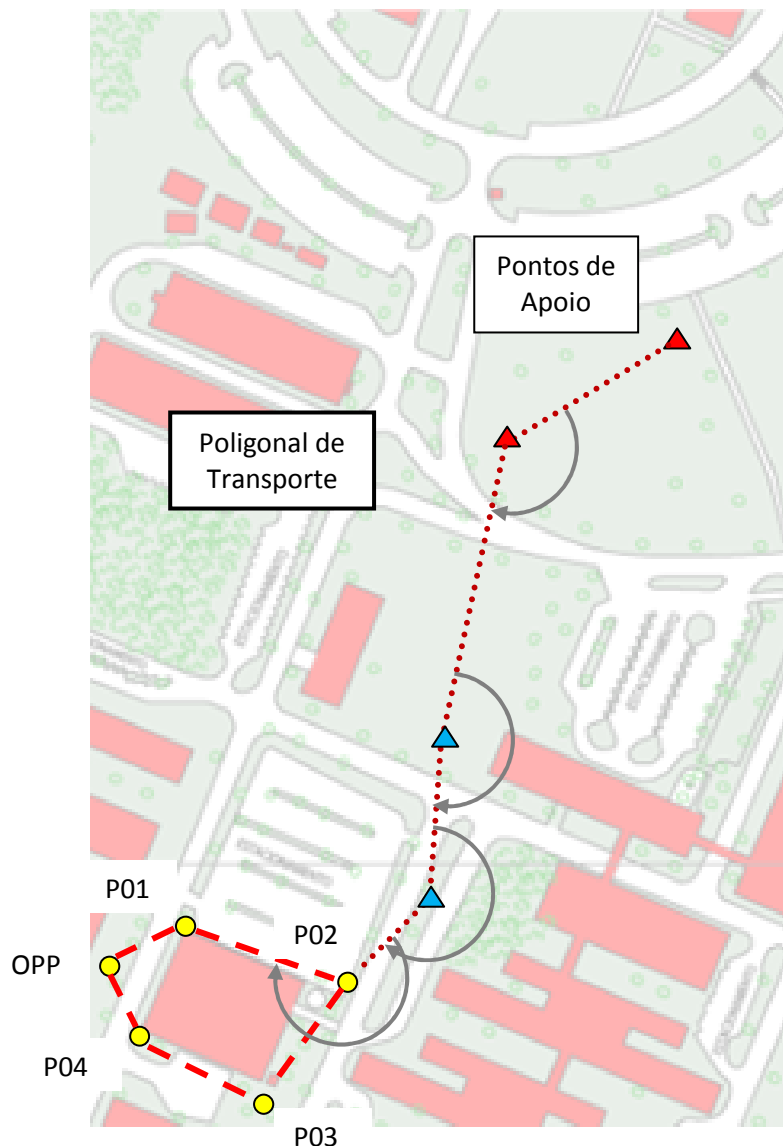 Pontos de
Apoio
Poligonal de
Transporte
P01
P02
OPP
P04
P03